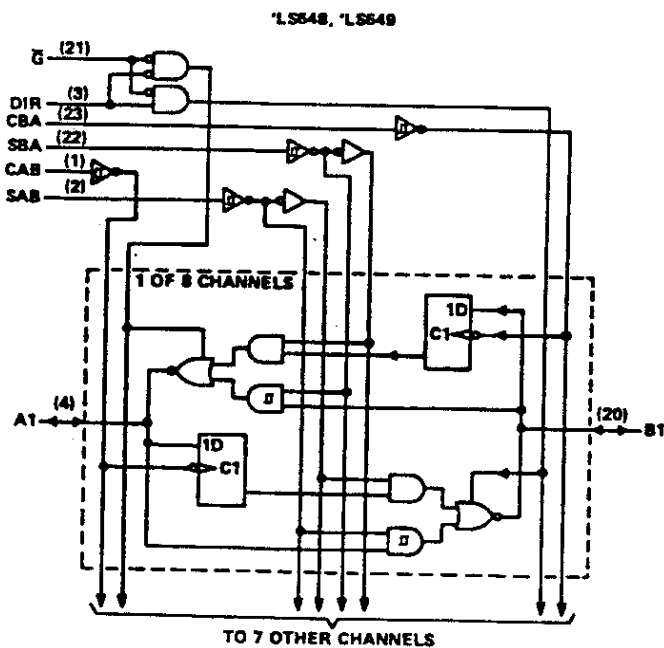 'LS648, 'LS649
G (21)
DIR (3)
CBA (23)
SBA (22)
CAB (1)
SAB (2)
1 OF 8 CHANNELS
1D
C1
A1 (4)
(20) B1
1D
C1
TO 7 OTHER CHANNELS